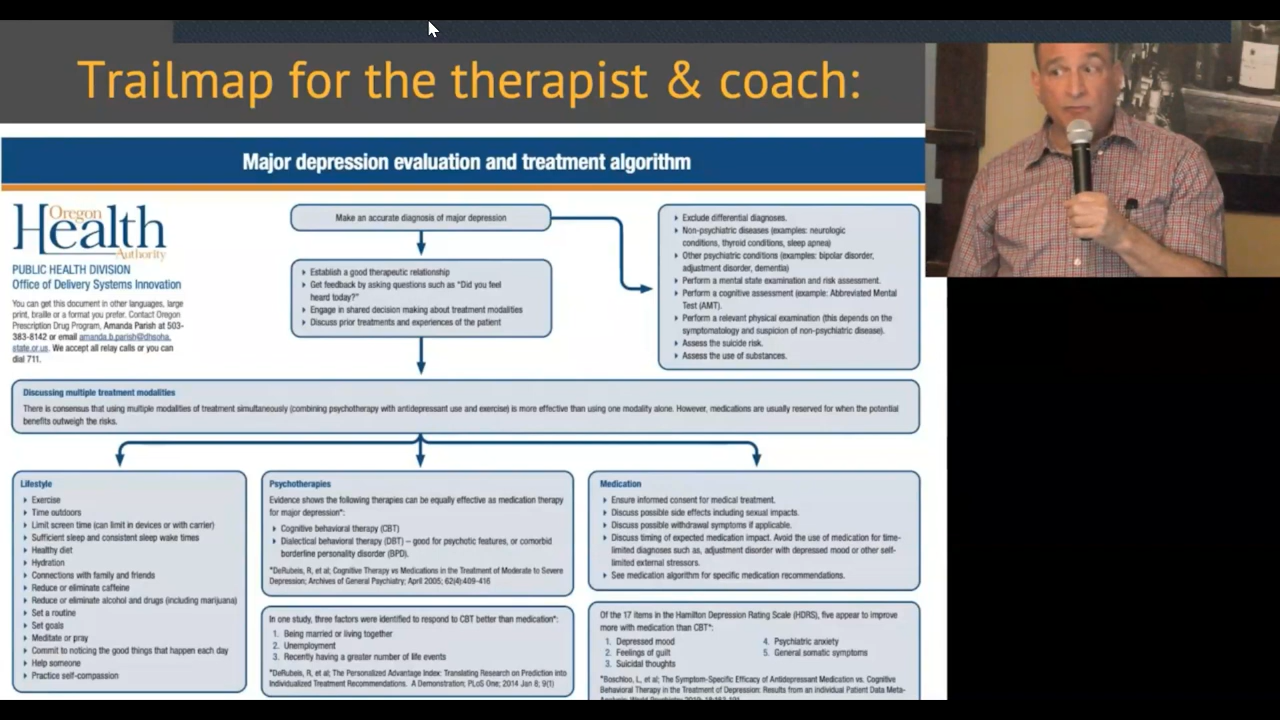 Trailmap for the therapist & coach:
Major depression evaluation and treatment algorithm
Oregon
Health
Authority
PUBLIC HEALTH DIVISION
Office of Delivery Systems Innovation
You can get this document in other languages, large
print, braille or a format you prefer. Contact Oregon
Prescription Drug Program, Amanda Parish at 503-
383-8142 or email amanda.b.parish@dhsoha.
state.or.us. We accept all relay calls or you can
dial 711.
Make an accurate diagnosis of major depression
Establish a good therapeutic relationship
Get feedback by asking questions such as "Did you feel
heard today?"
Engage in shared decision making about treatment modalities
Discuss prior treatments and experiences of the patient
Exclude differential diagnoses.
Non-psychiatric diseases (examples: neurologic
conditions, thyroid conditions, sleep apnea)
Other psychiatric conditions (examples: bipolar disorder,
adjustment disorder, dementia)
Perform a mental state examination and risk assessment.
Perform a cognitive assessment (example: Abbreviated Mental
Test (AMT).
Perform a relevant physical examination (this depends on the
symptomatology and suspicion of non-psychiatric disease).
Assess the suicide risk.
Assess the use of substances.
Discussing multiple treatment modalities
There is consensus that using multiple modalities of treatment simultaneously (combining psychotherapy with antidepressant use and exercise) is more effective than using one modality alone. However, medications are usually reserved for when the potential
benefits outweigh the risks.
Lifestyle
Exercise
Time outdoors
Limit screen time (can limit in devices or with carrier)
Sufficient sleep and consistent sleep wake times
Healthy diet
Hydration
Connections with family and friends
Reduce or eliminate caffeine
Reduce or eliminate alcohol and drugs (including marijuana)
Set a routine
Set goals
Meditate or pray
Commit to noticing the good things that happen each day
Help someone
Practice self-compassion
Psychotherapies
Evidence shows the following therapies can be equally effective as medication therapy
for major depression*:
Cognitive behavioral therapy (CBT)
Dialectical behavioral therapy (DBT) – good for psychotic features, or comorbid
borderline personality disorder (BPD).
*DeRubeis, R, et al; Cognitive Therapy vs Medications in the Treatment of Moderate to Severe
Depression; Archives of General Psychiatry; April 2005; 62(4):409-416
In one study, three factors were identified to respond to CBT better than medication*:
1. Being married or living together
2. Unemployment
3. Recently having a greater number of life events
*DeRubeis, R, et al; The Personalized Advantage Index: Translating Research on Prediction into
Individualized Treatment Recommendations. A Demonstration; PLoS One; 2014 Jan 8; 9(1)
Medication
Ensure informed consent for medical treatment.
Discuss possible side effects including sexual impacts.
Discuss possible withdrawal symptoms if applicable.
Discuss timing of expected medication impact. Avoid the use of medication for time-
limited diagnoses such as, adjustment disorder with depressed mood or other self-
limited external stressors.
See medication algorithm for specific medication recommendations.
Of the 17 items in the Hamilton Depression Rating Scale (HDRS), five appear to improve
more with medication than CBT*:
1. Depressed mood
2. Feelings of guilt
3. Suicidal thoughts
4. Psychiatric anxiety
5. General somatic symptoms
*Boschloo, L, et al; The Symptom-Specific Efficacy of Antidepressant Medication vs. Cognitive
Behavioral Therapy in the Treatment of Depression: Results from an Individual Patient Data Meta-